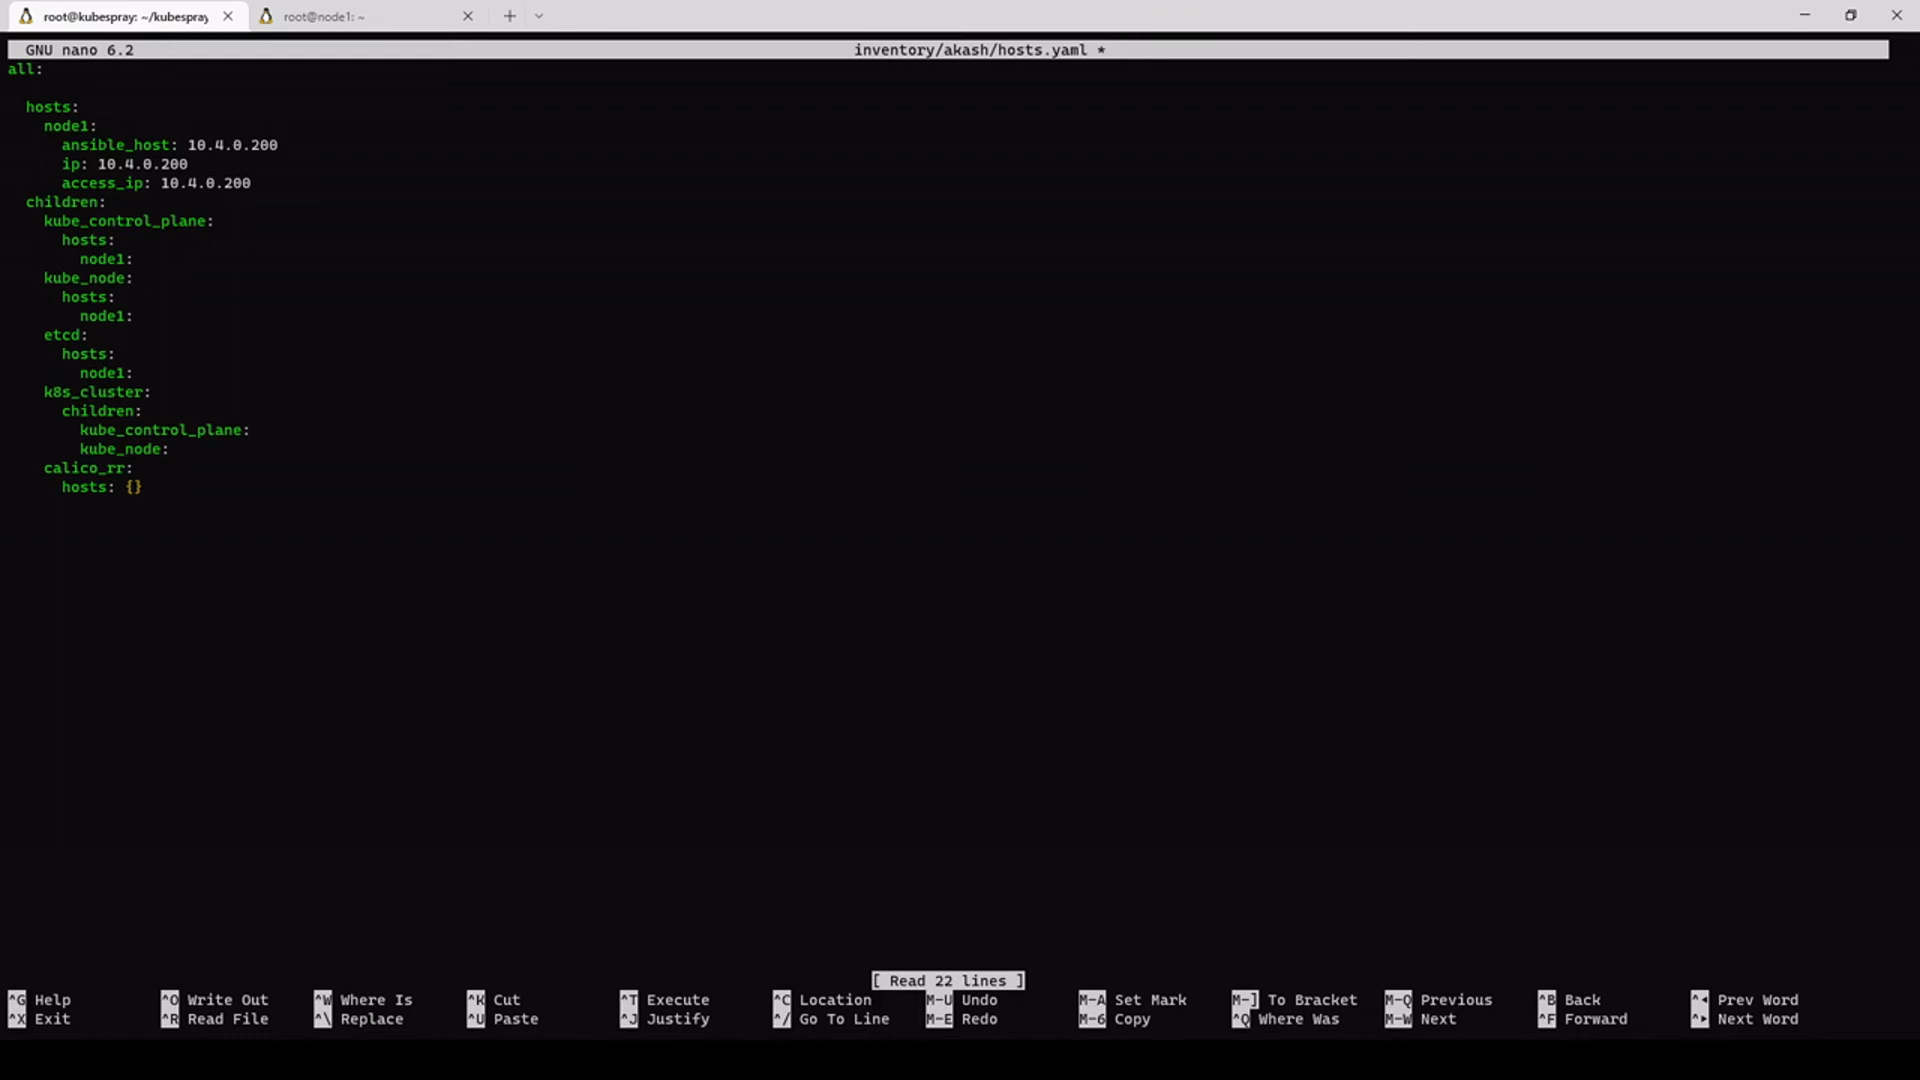 root@kubespray: ~/kubespray root@node1: ~
GNU nano 6.2 inventory/akash/hosts.yaml *
all:
  hosts:
    node1:
      ansible_host: 10.4.0.200
      ip: 10.4.0.200
      access_ip: 10.4.0.200
  children:
    kube_control_plane:
      hosts:
        node1:
    kube_node:
      hosts:
        node1:
    etcd:
      hosts:
        node1:
    k8s_cluster:
      children:
        kube_control_plane:
        kube_node:
    calico_rr:
      hosts: {}
[ Read 22 lines ]
^G Help ^O Write Out ^W Where Is ^K Cut ^T Execute ^C Location M-U Undo M-A Set Mark M-] To Bracket M-Q Previous ^B Back ^◂ Prev Word
^X Exit ^R Read File ^\ Replace ^U Paste ^J Justify ^/ Go To Line M-E Redo M-6 Copy ^Q Where Was M-W Next ^F Forward ^▸ Next Word